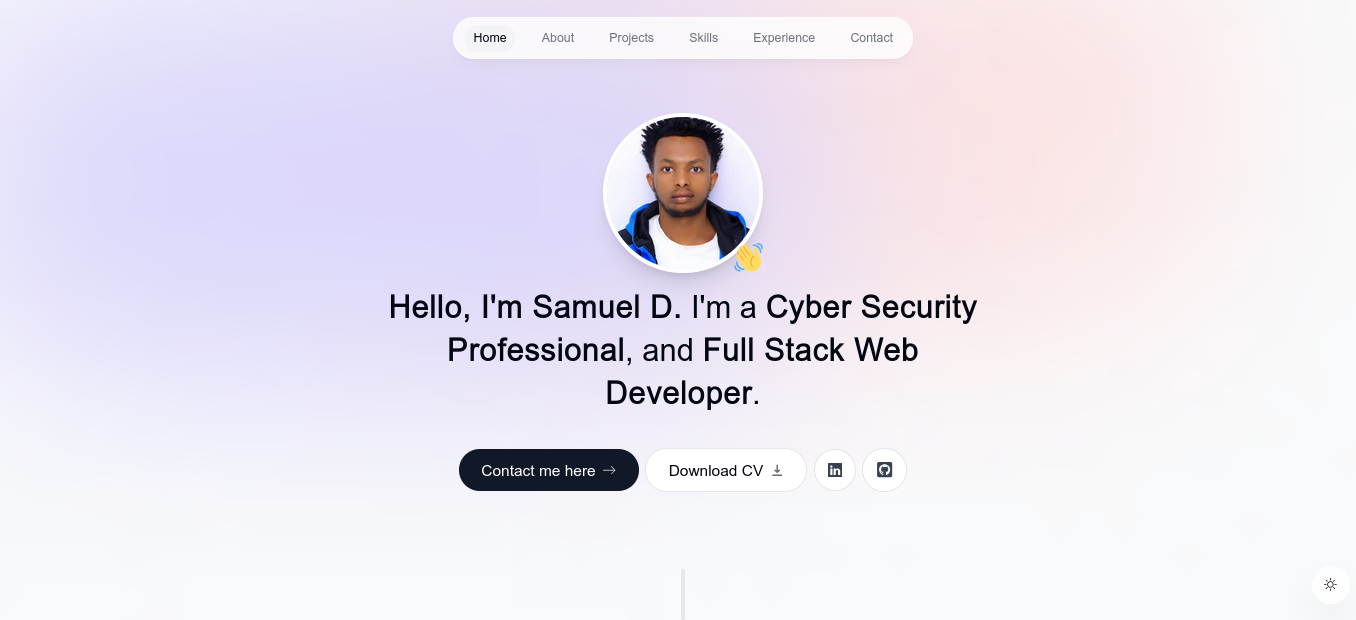 Home About Projects Skills Experience Contact
Hello, I'm Samuel D. I'm a Cyber Security
Professional, and Full Stack Web
Developer.
Contact me here Download CV